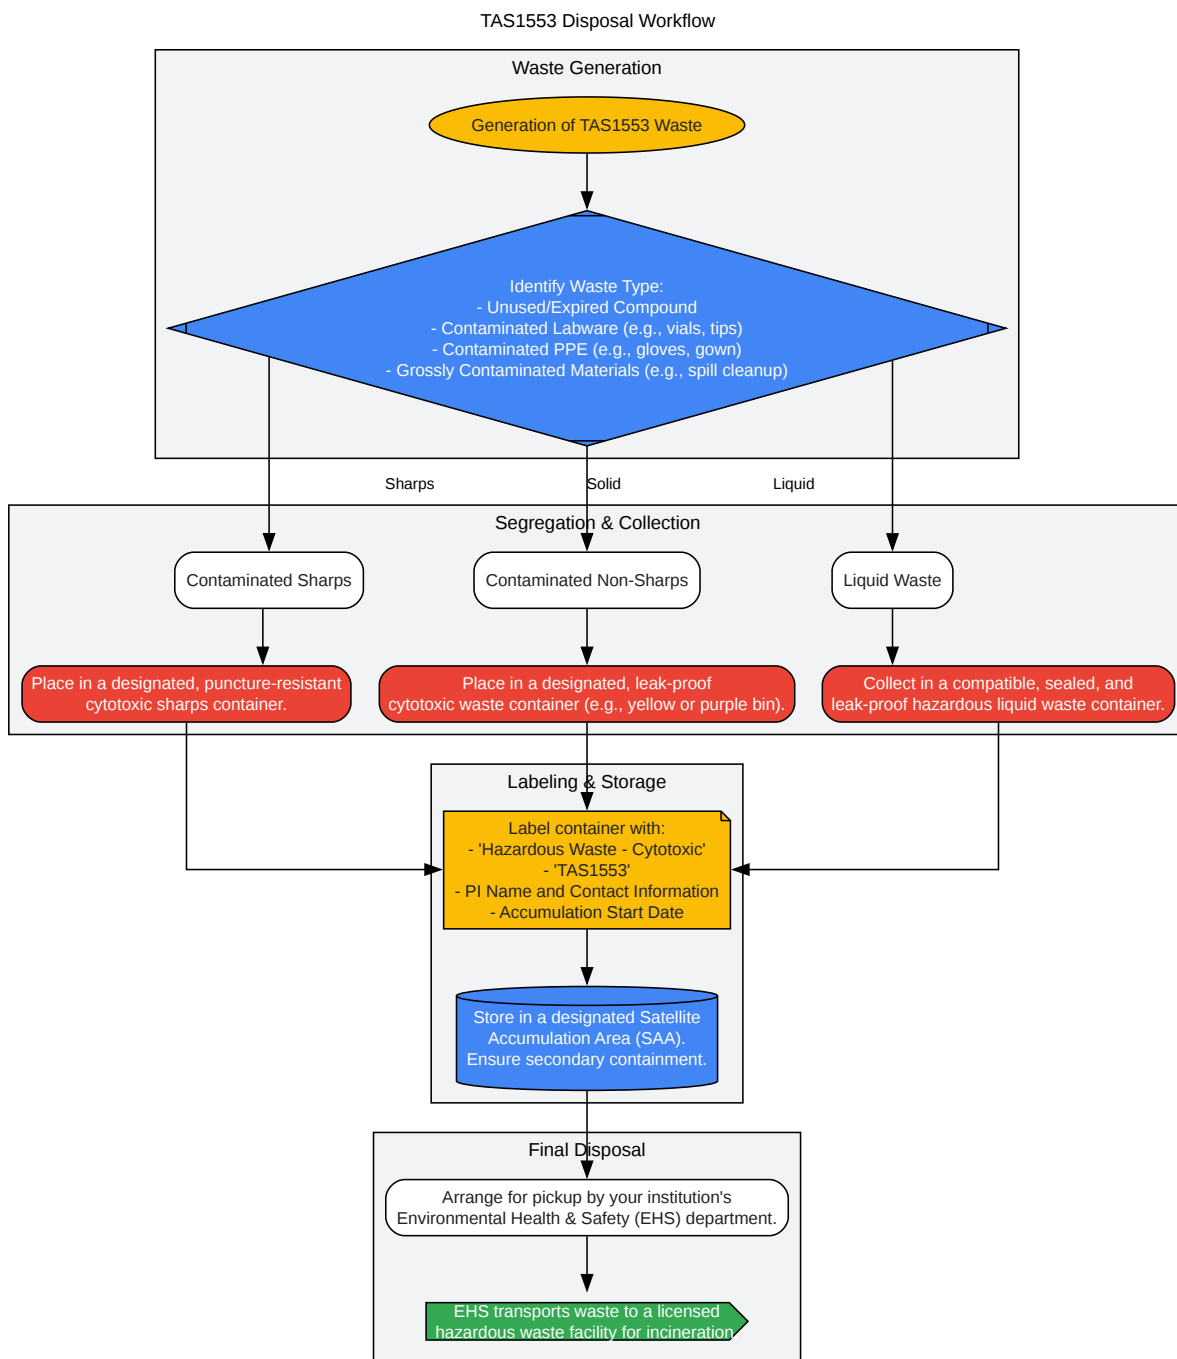 TAS1553 Disposal Workflow
Waste Generation
Generation of TAS1553 Waste
Identify Waste Type:
- Unused/Expired Compound
- Contaminated Labware (e.g., vials, tips)
- Contaminated PPE (e.g., gloves, gown)
- Grossly Contaminated Materials (e.g., spill cleanup)
Sharps
Solid
Liquid
Segregation & Collection
Contaminated Sharps
Contaminated Non-Sharps
Liquid Waste
Place in a designated, puncture-resistant
cytotoxic sharps container.
Place in a designated, leak-proof
cytotoxic waste container (e.g., yellow or purple bin).
Collect in a compatible, sealed, and
leak-proof hazardous liquid waste container.
Labeling & Storage
Label container with:
- 'Hazardous Waste - Cytotoxic'
- 'TAS1553'
- PI Name and Contact Information
- Accumulation Start Date
Store in a designated Satellite
Accumulation Area (SAA).
Ensure secondary containment.
Final Disposal
Arrange for pickup by your institution's
Environmental Health & Safety (EHS) department.
EHS transports waste to a licensed
hazardous waste facility for incineration.